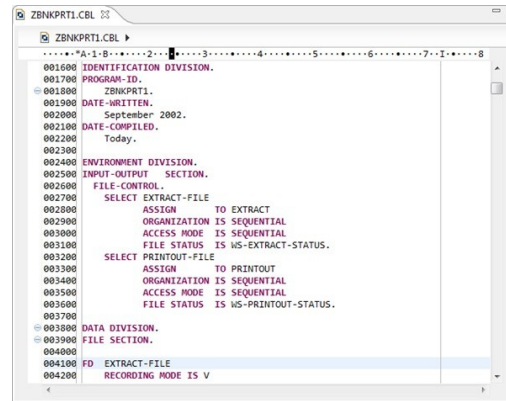 ZBNKPRT1.CBL
ZBNKPRT1.CBL
----+-*A-1-B--+----2----+----3----+----4----+----5----+----6----+----7--I-+----8
001600 IDENTIFICATION DIVISION.
001700 PROGRAM-ID.
001800     ZBNKPRT1.
001900 DATE-WRITTEN.
002000     September 2002.
002100 DATE-COMPILED.
002200     Today.
002300
002400 ENVIRONMENT DIVISION.
002500 INPUT-OUTPUT   SECTION.
002600   FILE-CONTROL.
002700     SELECT EXTRACT-FILE
002800            ASSIGN       TO EXTRACT
002900            ORGANIZATION IS SEQUENTIAL
003000            ACCESS MODE  IS SEQUENTIAL
003100            FILE STATUS  IS WS-EXTRACT-STATUS.
003200     SELECT PRINTOUT-FILE
003300            ASSIGN       TO PRINTOUT
003400            ORGANIZATION IS SEQUENTIAL
003500            ACCESS MODE  IS SEQUENTIAL
003600            FILE STATUS  IS WS-PRINTOUT-STATUS.
003700
003800 DATA DIVISION.
003900 FILE SECTION.
004000
004100 FD  EXTRACT-FILE
004200     RECORDING MODE IS V